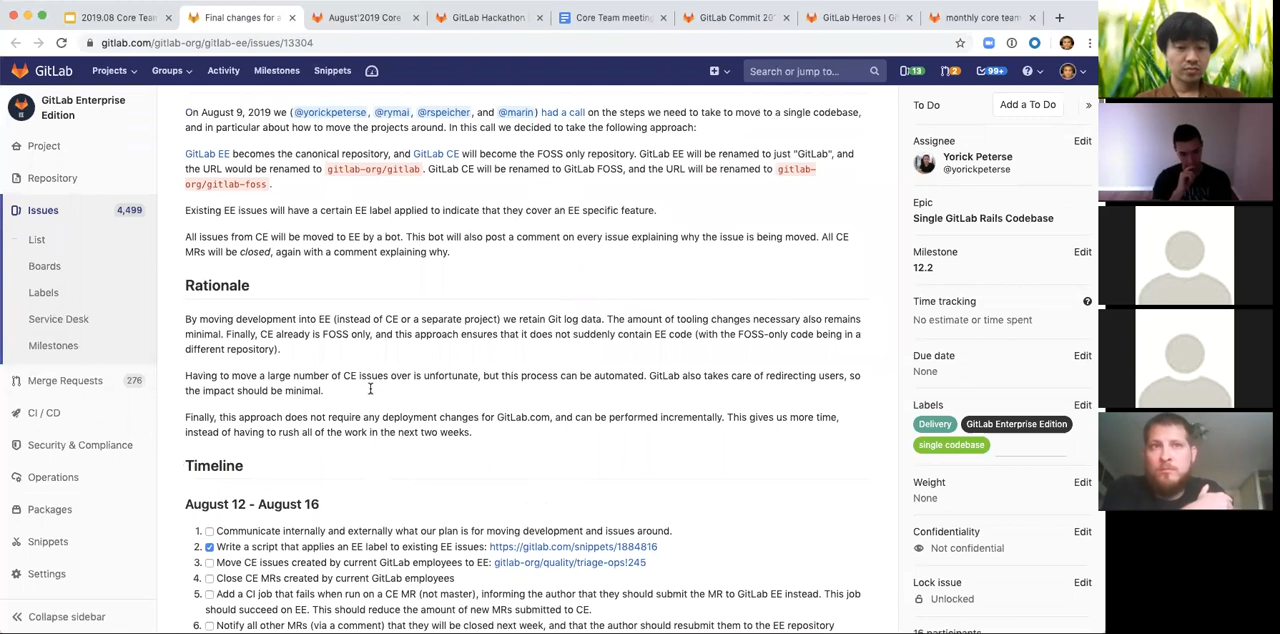 2019.08 Core Team
Final changes for a
August'2019 Core
GitLab Hackathon
Core Team meeting
GitLab Commit 20
GitLab Heroes | Gi
monthly core team
gitlab.com/gitlab-org/gitlab-ee/issues/13304
GitLab Projects Groups Activity Milestones Snippets Search or jump to... 13 2 99+
GitLab Enterprise
Edition
Project
Repository
Issues 4,499
List
Boards
Labels
Service Desk
Milestones
Merge Requests 276
CI / CD
Security & Compliance
Operations
Packages
Snippets
Settings
Collapse sidebar
On August 9, 2019 we (@yorickpeterse, @rymai, @rspeicher, and @marin) had a call on the steps we need to take to move to a single codebase,
and in particular about how to move the projects around. In this call we decided to take the following approach:
GitLab EE becomes the canonical repository, and GitLab CE will become the FOSS only repository. GitLab EE will be renamed to just "GitLab", and
the URL would be renamed to gitlab-org/gitlab. GitLab CE will be renamed to GitLab FOSS, and the URL will be renamed to gitlab-
org/gitlab-foss.
Existing EE issues will have a certain EE label applied to indicate that they cover an EE specific feature.
All issues from CE will be moved to EE by a bot. This bot will also post a comment on every issue explaining why the issue is being moved. All CE
MRs will be closed, again with a comment explaining why.
Rationale
By moving development into EE (instead of CE or a separate project) we retain Git log data. The amount of tooling changes necessary also remains
minimal. Finally, CE already is FOSS only, and this approach ensures that it does not suddenly contain EE code (with the FOSS-only code being in a
different repository).
Having to move a large number of CE issues over is unfortunate, but this process can be automated. GitLab also takes care of redirecting users, so
the impact should be minimal.
Finally, this approach does not require any deployment changes for GitLab.com, and can be performed incrementally. This gives us more time,
instead of having to rush all of the work in the next two weeks.
Timeline
August 12 - August 16
1. Communicate internally and externally what our plan is for moving development and issues around.
2. Write a script that applies an EE label to existing EE issues: https://gitlab.com/snippets/1884816
3. Move CE issues created by current GitLab employees to EE: gitlab-org/quality/triage-ops!245
4. Close CE MRs created by current GitLab employees
5. Add a CI job that fails when run on a CE MR (not master), informing the author that they should submit the MR to GitLab EE instead. This job
should succeed on EE. This should reduce the amount of new MRs submitted to CE.
6. Notify all other MRs (via a comment) that they will be closed next week, and that the author should resubmit them to the EE repository
To Do Add a To Do »
Assignee Edit
Yorick Peterse
@yorickpeterse
Epic
Single GitLab Rails Codebase
Milestone Edit
12.2
Time tracking
No estimate or time spent
Due date Edit
None
Labels Edit
Delivery GitLab Enterprise Edition
single codebase
Weight Edit
None
Confidentiality Edit
Not confidential
Lock issue Edit
Unlocked
16 participants